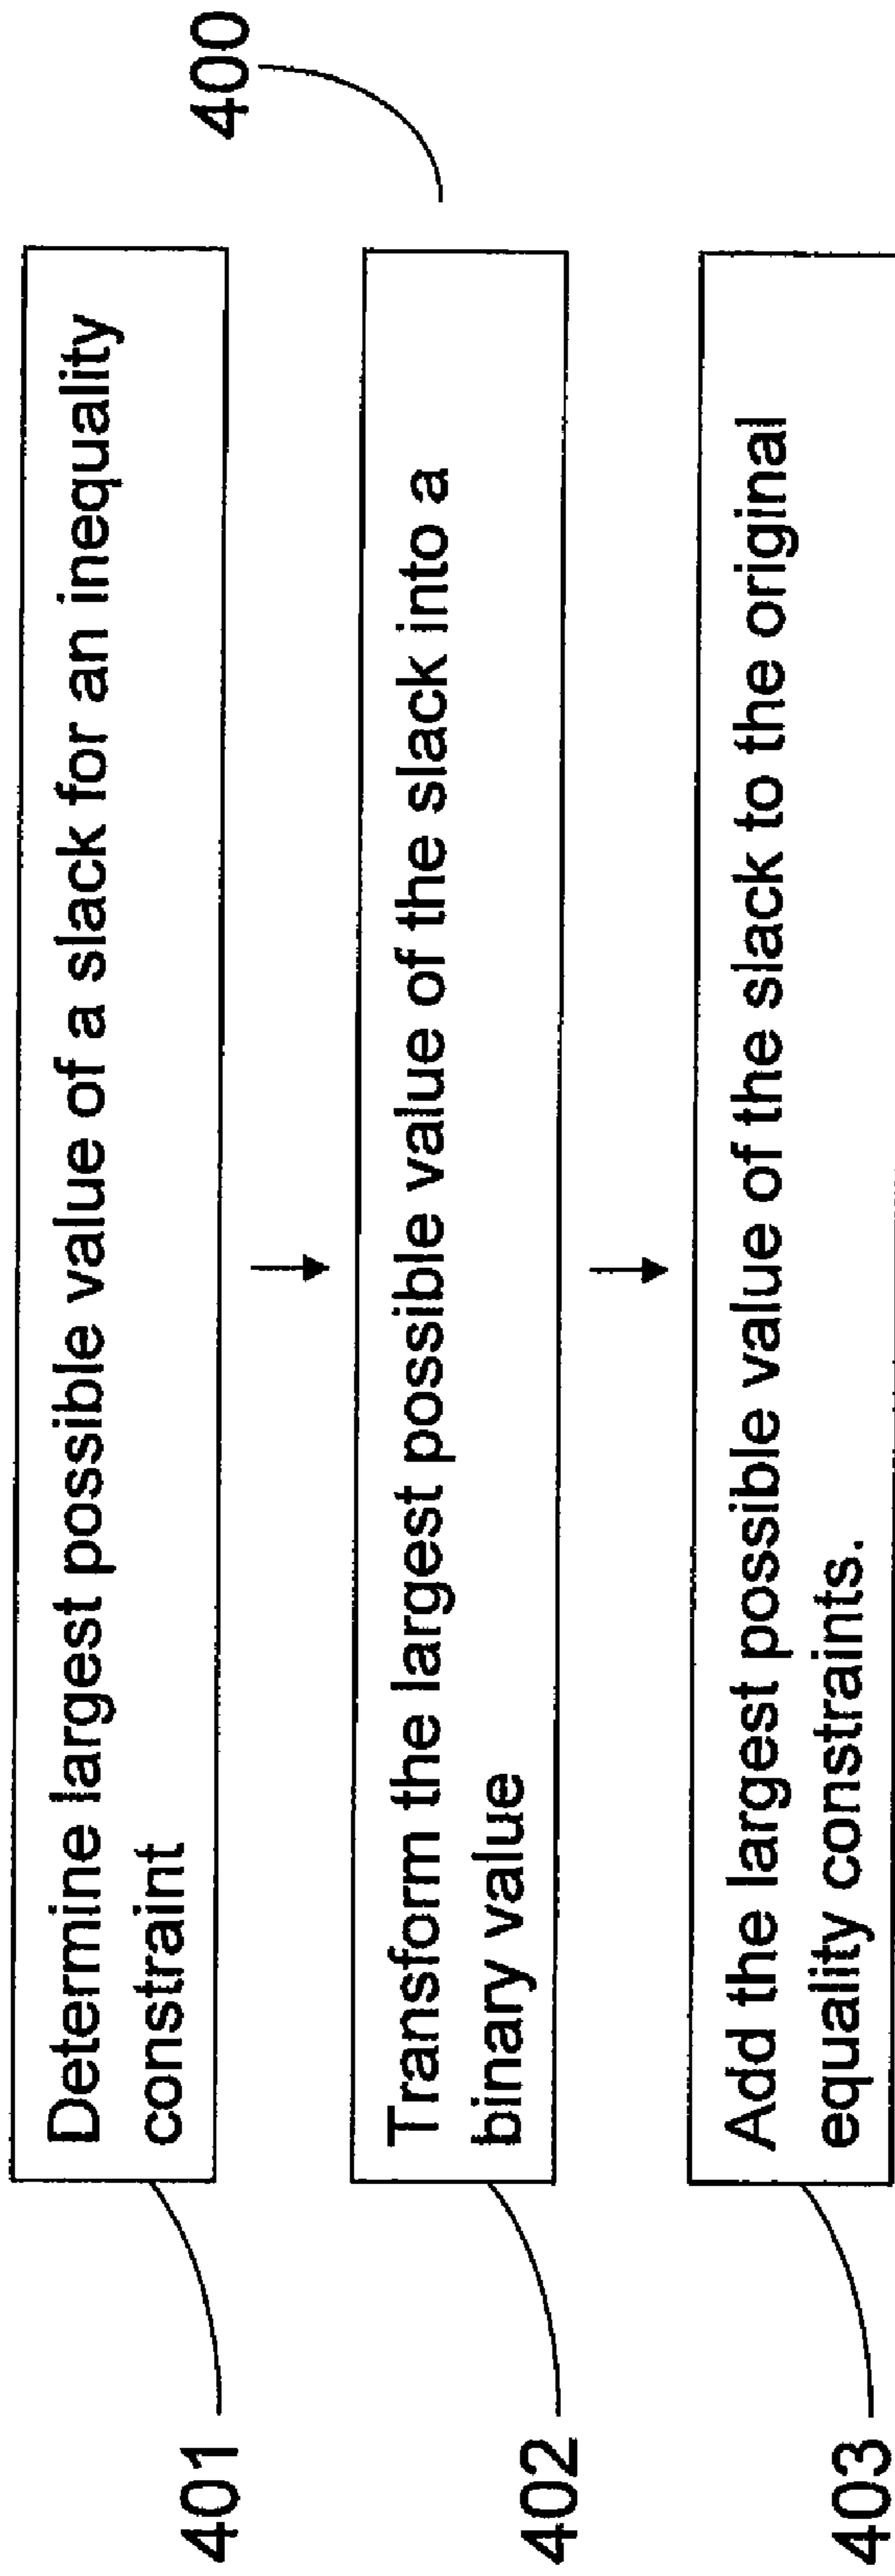 400
401
Determine largest possible value of a slack for an inequality
constraint
402
Transform the largest possible value of the slack into a
binary value
403
Add the largest possible value of the slack to the original
equality constraints.